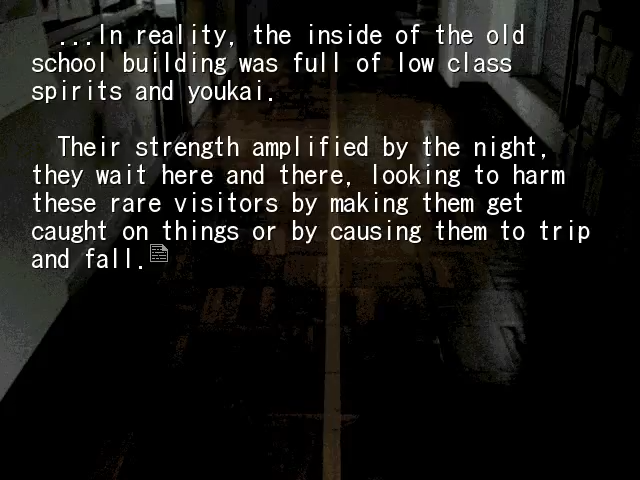 ...In reality, the inside of the old
school building was full of low class
spirits and youkai.
Their strength amplified by the night,
they wait here and there, looking to harm
these rare visitors by making them get
caught on things or by causing them to trip
and fall.